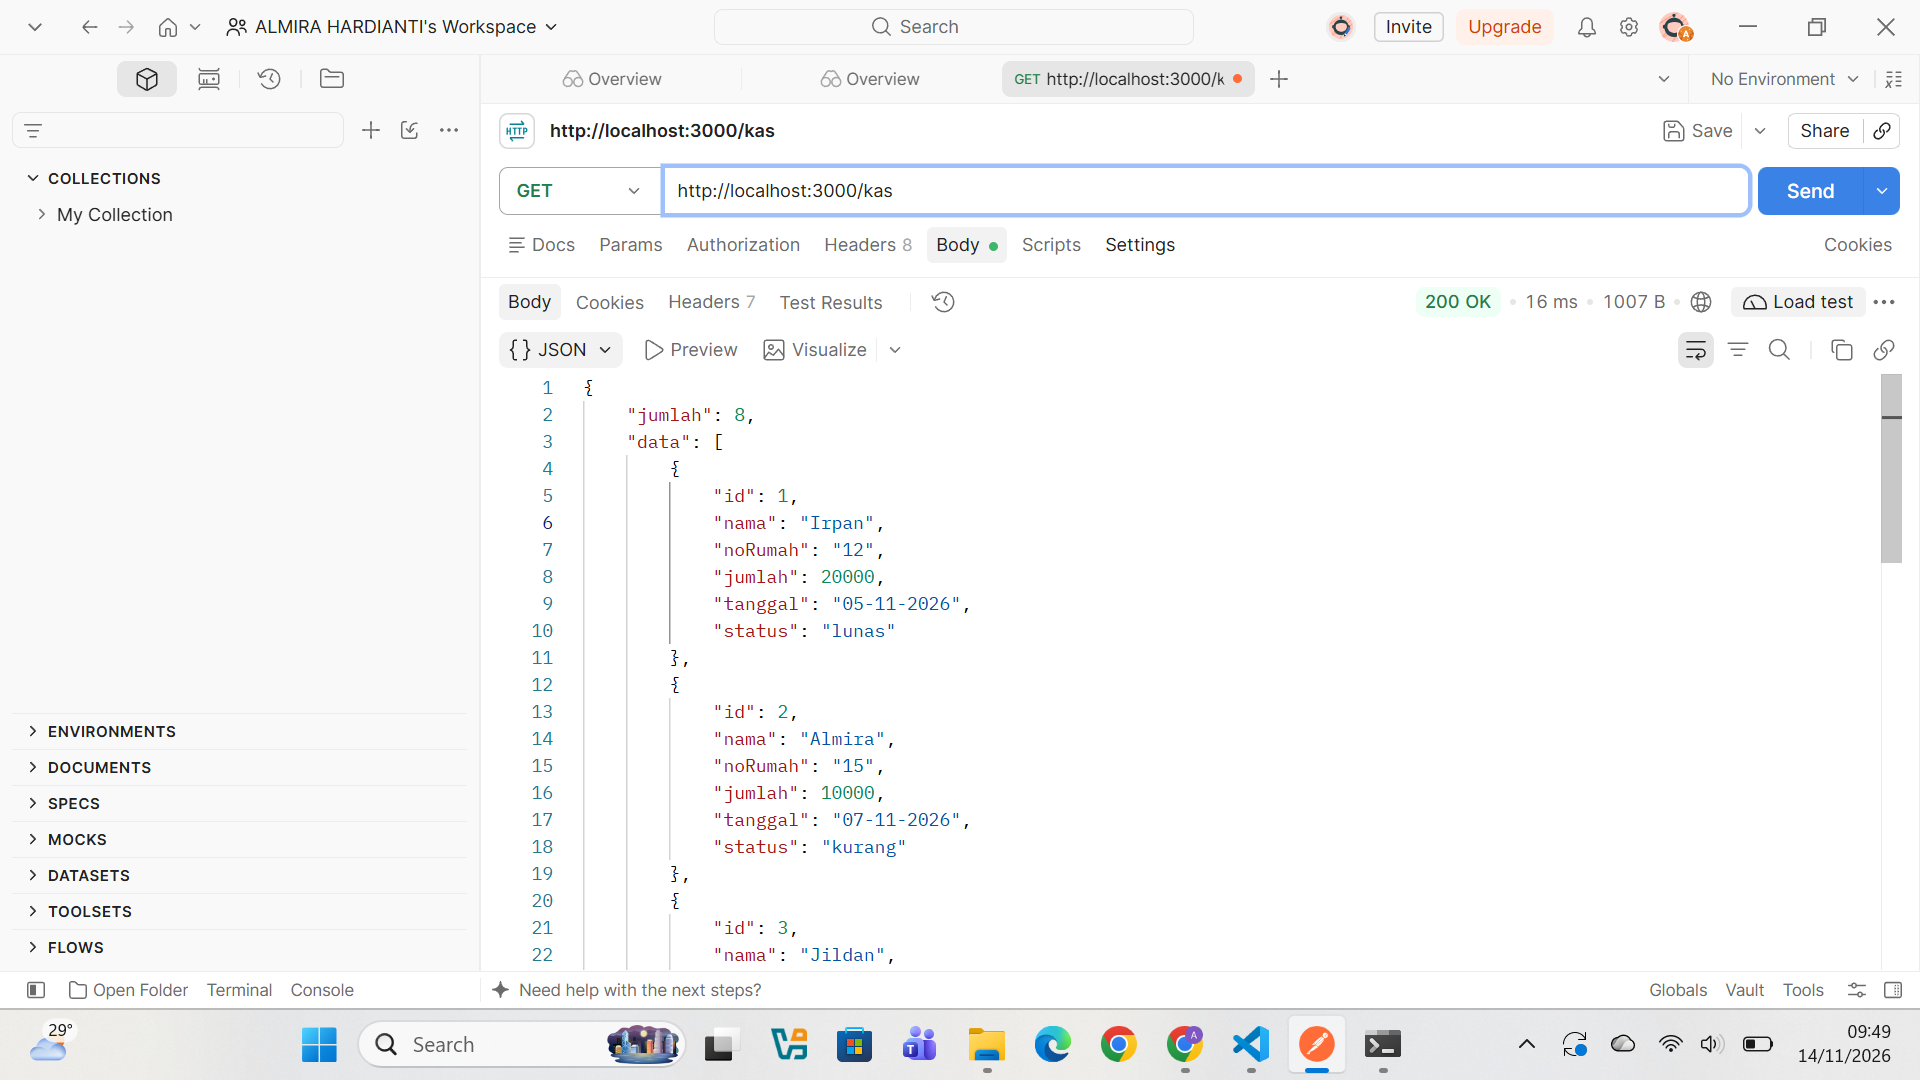 ALMIRA HARDIANTI's Workspace
Search
Invite
Upgrade
A
Overview
Overview
GET http://localhost:3000/k
No Environment
HTTP
http://localhost:3000/kas
Save
Share
COLLECTIONS
My Collection
GET
http://localhost:3000/kas
Send
Docs
Params
Authorization
Headers 8
Body
Scripts
Settings
Cookies
Body
Cookies
Headers 7
Test Results
200 OK
16 ms
1007 B
Load test
{} JSON
Preview
Visualize
1 {
2 "jumlah": 8,
3 "data": [
4 {
5 "id": 1,
6 "nama": "Irpan",
7 "noRumah": "12",
8 "jumlah": 20000,
9 "tanggal": "05-11-2026",
10 "status": "lunas"
11 },
12 {
13 "id": 2,
14 "nama": "Almira",
15 "noRumah": "15",
16 "jumlah": 10000,
17 "tanggal": "07-11-2026",
18 "status": "kurang"
19 },
20 {
21 "id": 3,
22 "nama": "Jildan",
ENVIRONMENTS
DOCUMENTS
SPECS
MOCKS
DATASETS
TOOLSETS
FLOWS
Open Folder
Terminal
Console
Need help with the next steps?
Globals
Vault
Tools
29°
Search
09:49
14/11/2026